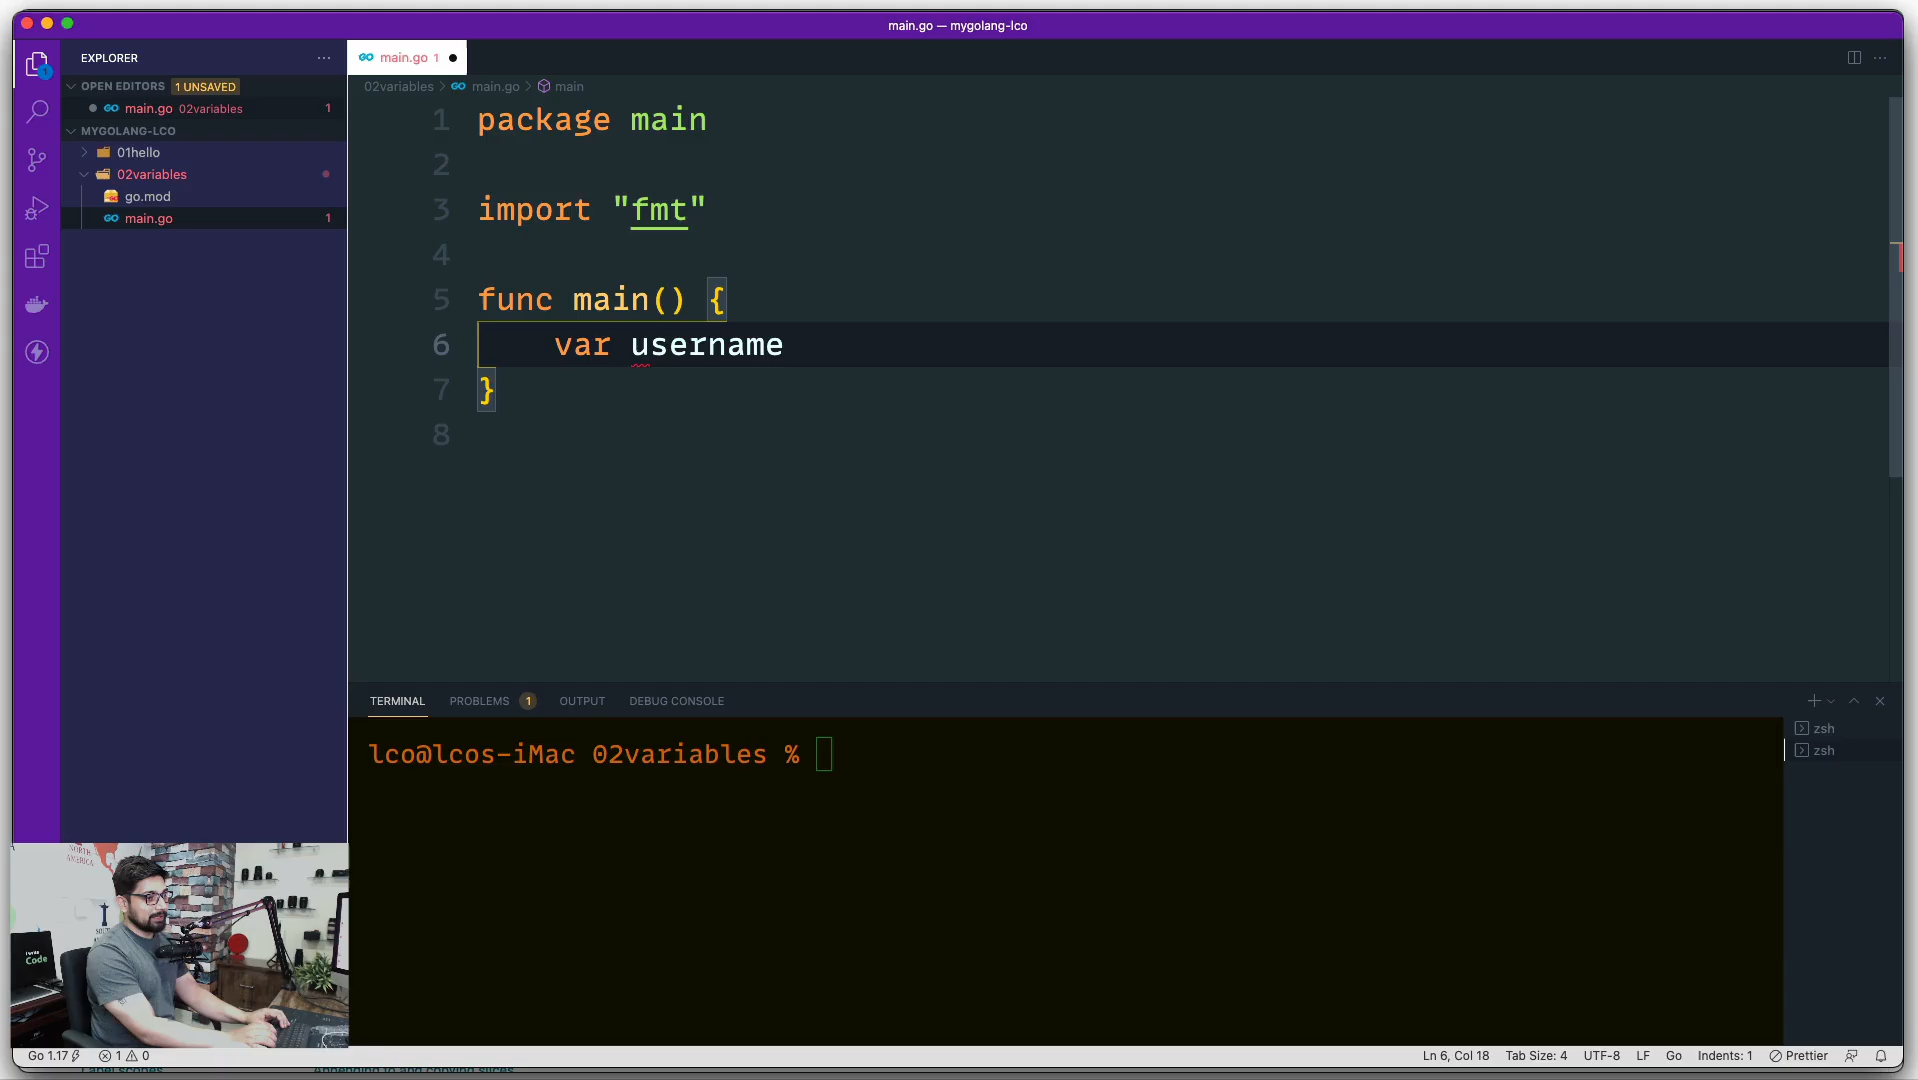 main.go — mygolang-lco
EXPLORER
OPEN EDITORS 1 UNSAVED
main.go 02variables 1
MYGOLANG-LCO
01hello
02variables
go.mod
main.go 1
main.go 1
02variables > main.go > main
1 package main
2
3 import "fmt"
4
5 func main() {
6 var username
7 }
8
TERMINAL PROBLEMS 1 OUTPUT DEBUG CONSOLE
zsh
zsh
lco@lcos-iMac 02variables %
NORTH
AMERICA
Code
Go 1.17 1 0 Ln 6, Col 18 Tab Size: 4 UTF-8 LF Go Indents: 1 Prettier